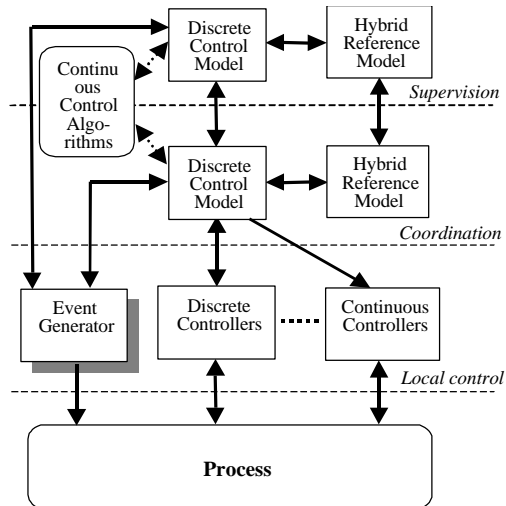 Discrete
Control
Model
Hybrid
Reference
Model
Continu
ous
Control
Algo-
rithms
Supervision
Discrete
Control
Model
Hybrid
Reference
Model
Coordination
Event
Generator
Discrete
Controllers
Continuous
Controllers
Local control
Process